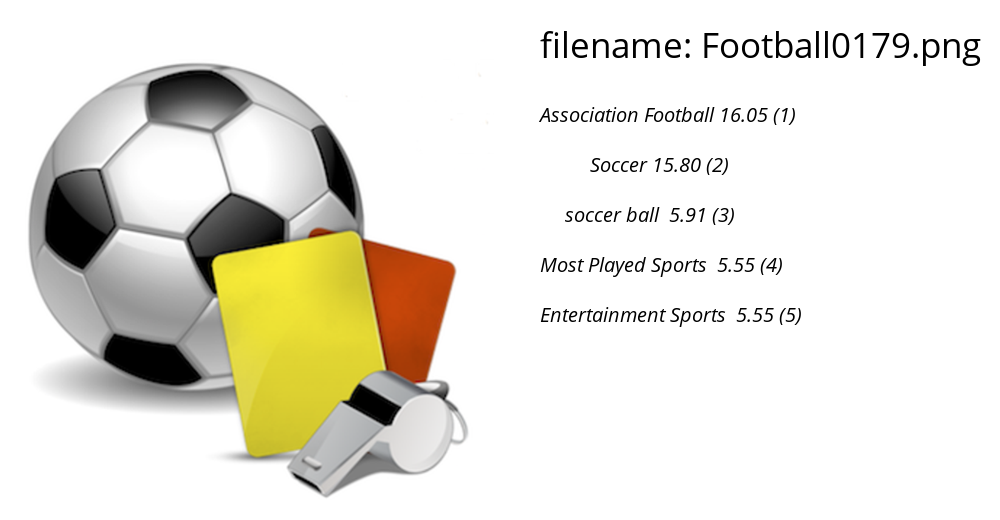 filename: Football0179.png
Association Football 16.05 (1)
Soccer 15.80 (2)
soccer ball 5.91 (3)
Most Played Sports 5.55 (4)
Entertainment Sports 5.55 (5)